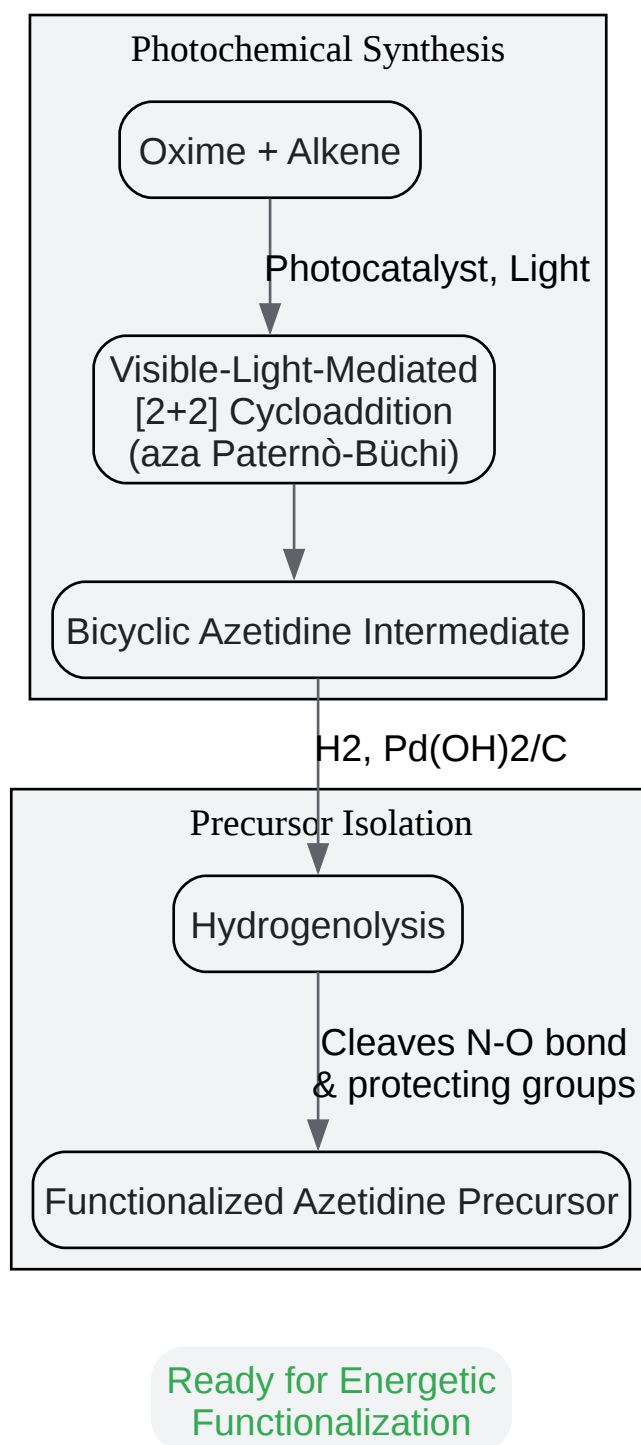 Photochemical Synthesis
Oxime + Alkene
Photocatalyst, Light
Visible-Light-Mediated
[2+2] Cycloaddition
(aza Paternò-Büchi)
Bicyclic Azetidine Intermediate
H2, Pd(OH)2/C
Precursor Isolation
Hydrogenolysis
Cleaves N-O bond
& protecting groups
Functionalized Azetidine Precursor
Ready for Energetic
Functionalization